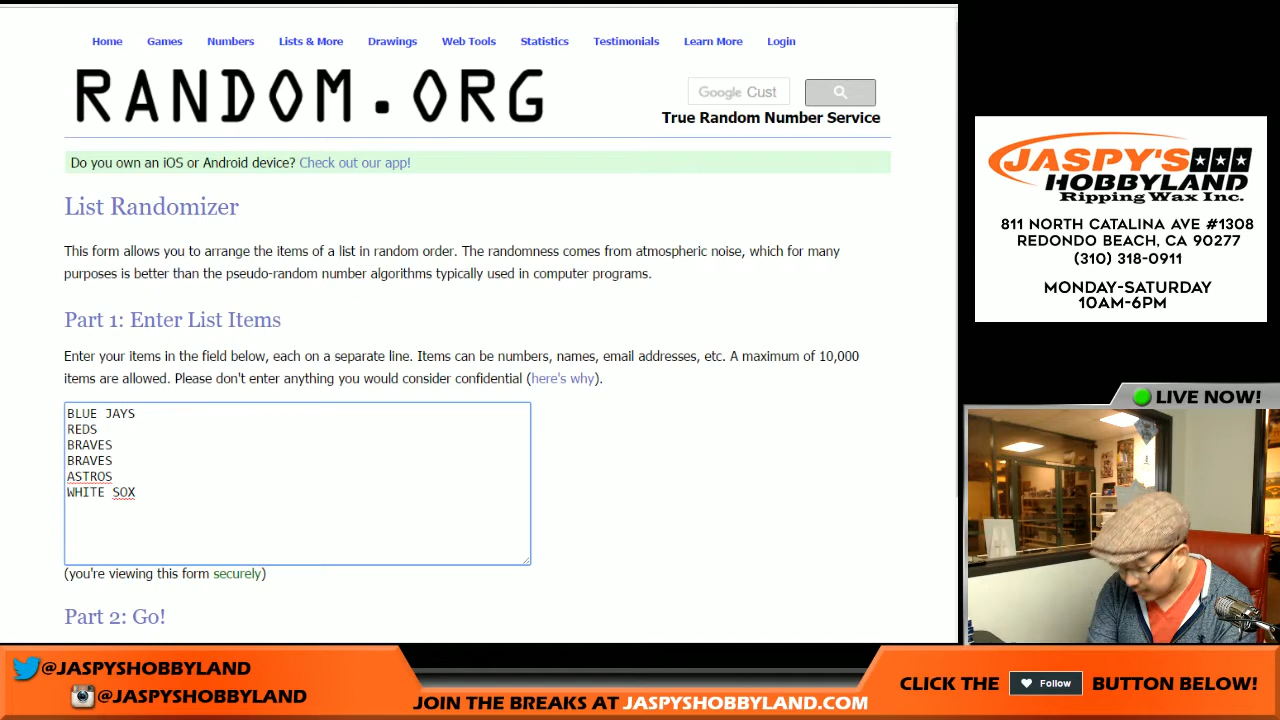 Home Games Numbers Lists & More Drawings Web Tools Statistics Testimonials Learn More Login
RANDOM.ORG
Google Cust
True Random Number Service
Do you own an iOS or Android device? Check out our app!
List Randomizer
This form allows you to arrange the items of a list in random order. The randomness comes from atmospheric noise, which for many
purposes is better than the pseudo-random number algorithms typically used in computer programs.
Part 1: Enter List Items
Enter your items in the field below, each on a separate line. Items can be numbers, names, email addresses, etc. A maximum of 10,000
items are allowed. Please don't enter anything you would consider confidential (here's why).
BLUE JAYS
REDS
BRAVES
BRAVES
ASTROS
WHITE SOX
(you're viewing this form securely)
Part 2: Go!
JASPY'S
HOBBYLAND
Ripping Wax Inc.
811 NORTH CATALINA AVE #1308
REDONDO BEACH, CA 90277
(310) 318-0911
MONDAY-SATURDAY
10AM-6PM
LIVE NOW!
@JASPYSHOBBYLAND
@JASPYSHOBBYLAND
JOIN THE BREAKS AT JASPYSHOBBYLAND.COM
CLICK THE Follow BUTTON BELOW!